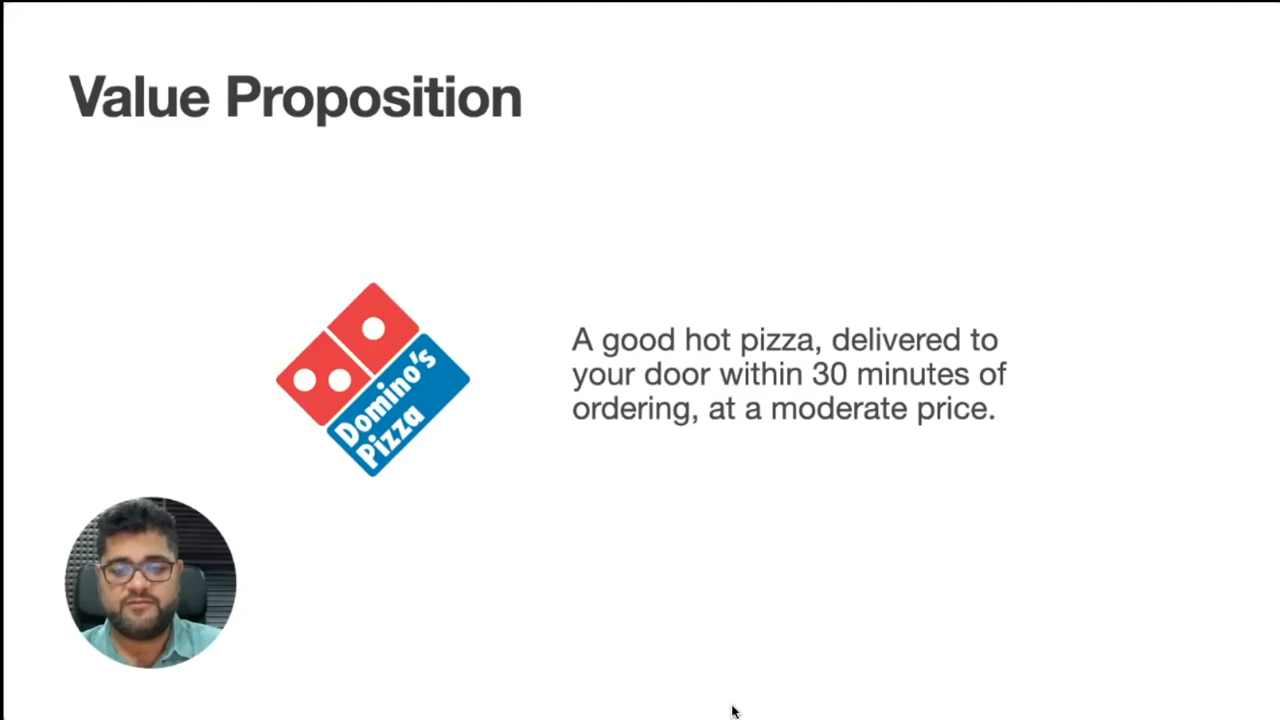 Value Proposition
Domino's
Pizza
A good hot pizza, delivered to
your door within 30 minutes of
ordering, at a moderate price.